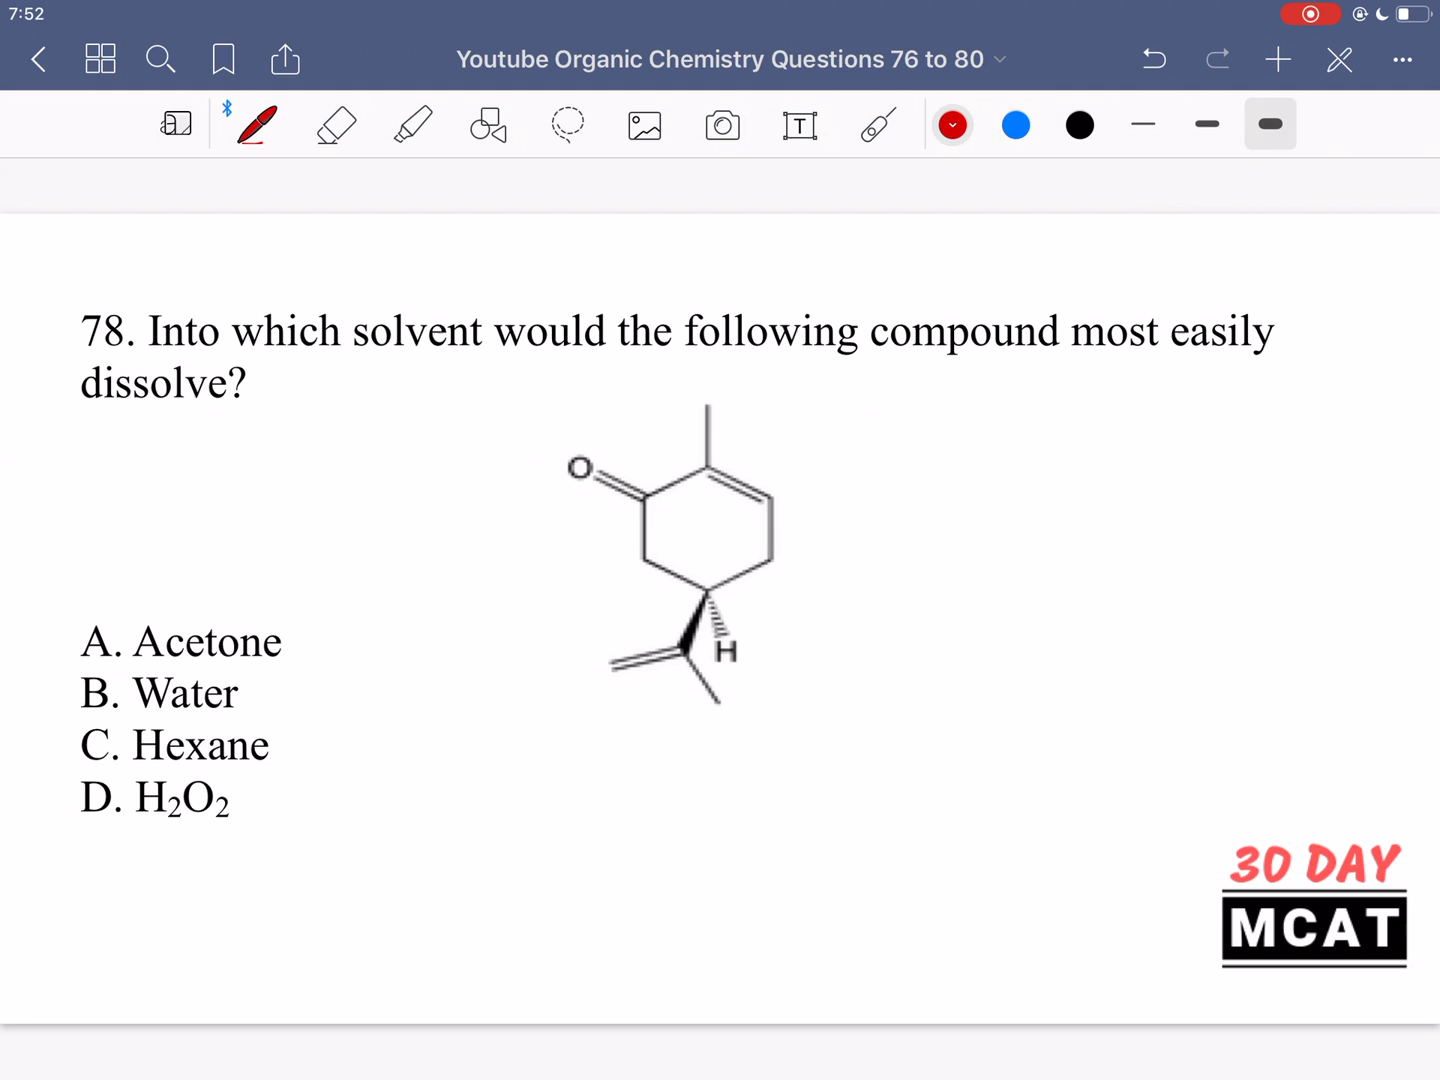 7:52
Youtube Organic Chemistry Questions 76 to 80
a
T
78. Into which solvent would the following compound most easily
dissolve?
O
H
A. Acetone
B. Water
C. Hexane
D. H₂O₂
30 DAY
MCAT